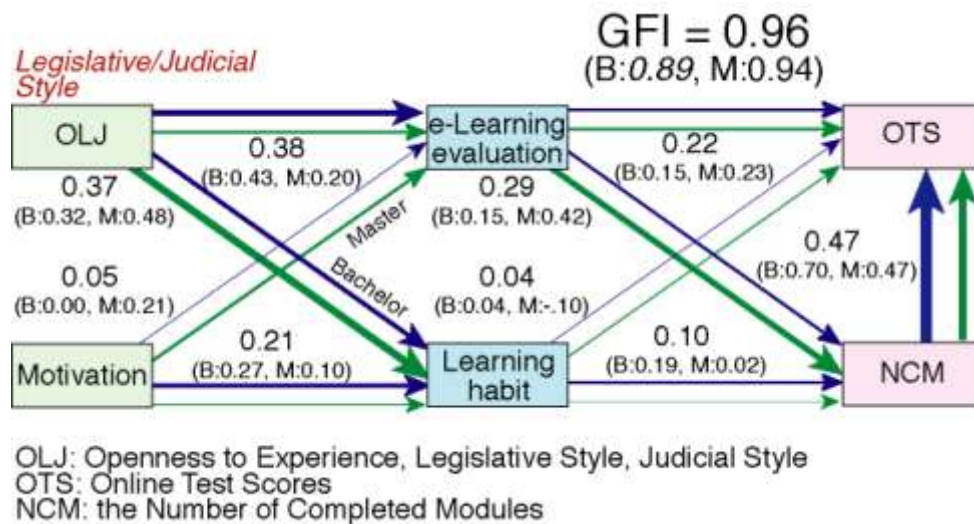 GFI = 0.96
(B:0.89, M:0.94)
Legislative/Judicial
Style
OLJ
e-Learning
evaluation
OTS
0.38
(B:0.43, M:0.20)
0.22
(B:0.15, M:0.23)
0.37
(B:0.32, M:0.48)
0.29
(B:0.15, M:0.42)
Master
Bachelor
0.47
(B:0.70, M:0.47)
0.05
(B:0.00, M:0.21)
0.04
(B:0.04, M:-.10)
0.21
(B:0.27, M:0.10)
0.10
(B:0.19, M:0.02)
Motivation
Learning
habit
NCM
OLJ: Openness to Experience, Legislative Style, Judicial Style
OTS: Online Test Scores
NCM: the Number of Completed Modules